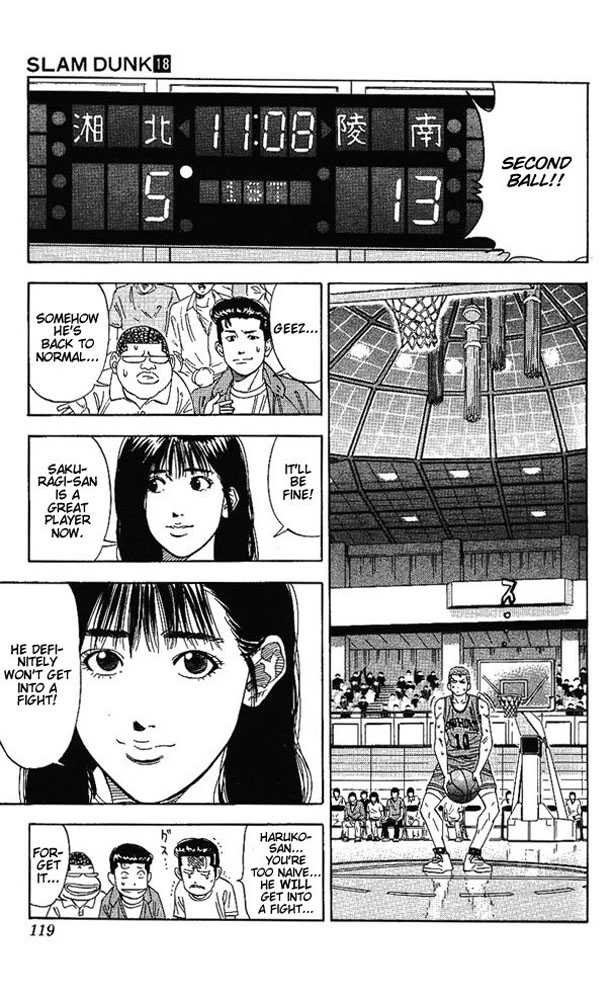 SLAM DUNK 18
SECOND
BALL!!
湘 北 11:08 陵 南
5 1ST 13
ス
10
GEEZ...
SOMEHOW
HE'S
BACK TO
NORMAL...
IT'LL
BE
FINE!
SAKU-
RAGI-SAN
IS A
GREAT
PLAYER
NOW.
HE DEFI-
NITELY
WON'T GET
INTO A
FIGHT!
HARUKO-
SAN...
YOU'RE
TOO NAIVE...
HE WILL
GET INTO
A FIGHT...
FOR-
GET
IT...
119